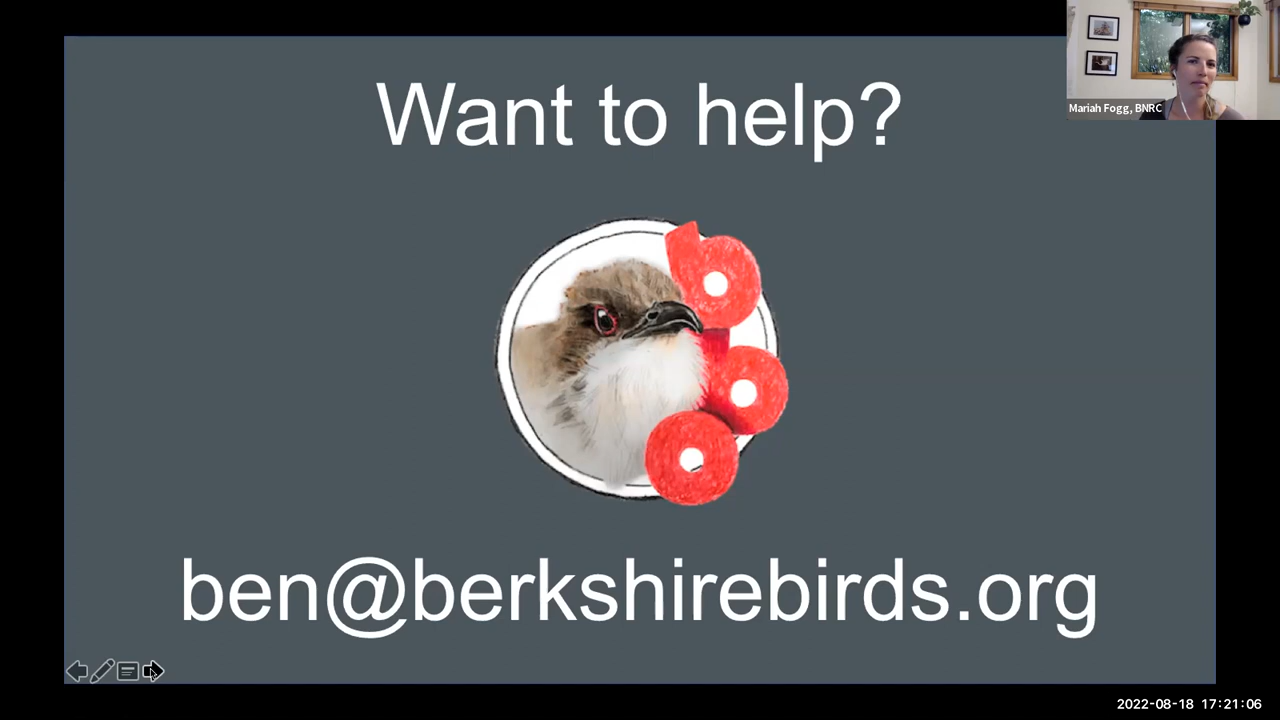 Want to help?
Mariah Fogg, BNRC
ben@berkshirebirds.org
2022-08-18 17:21:06